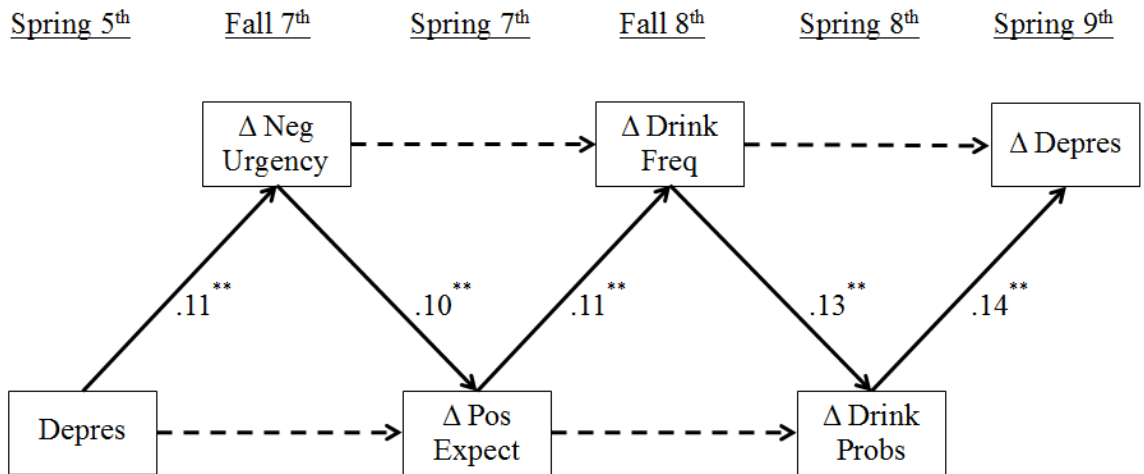 Spring 5th Fall 7th Spring 7th Fall 8th Spring 8th Spring 9th
Δ Neg
Urgency
Δ Drink
Freq
Δ Depres
.11**
.10**
.11**
.13**
.14**
Depres
Δ Pos
Expect
Δ Drink
Probs